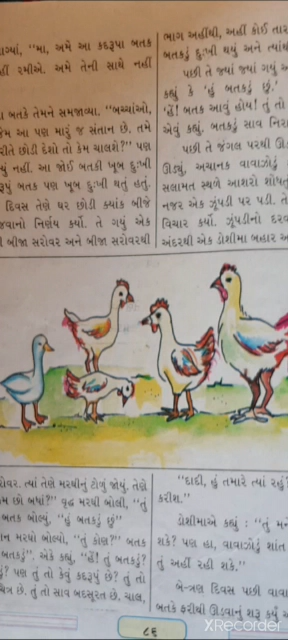 ાગ્યાં, "મા, અમે આ કદરૂપા બતક
હીં રમીએ. અમે તેની સાથે નહીં
ા બતકે તેમને સમજાવ્યા. "બચ્ચાંઓ,
મ આ પણ મારું જ સંતાન છે. તમે
રીતે છોડી દેશો તો કેમ ચાલશે?" પણ
યું નહીં. આ જોઈ બતકી ખૂબ દુઃખી
રૂપું બતક પણ ખૂબ દુઃખી થતું હતું.
દિવસ તેણે ઘર છોડી ક્યાંક બીજે
જવાનો નિર્ણય કર્યો. તે ગયું એક
ી બીજા સરોવર અને બીજા સરોવરથી
ભાગ અહીંથી, અહીં કોઈ તાર
બતકડું દુઃખી થયું અને ત્યાંથી
પછી તે જ્યાં જ્યાં ગયું અ
કહ્યું કે 'હું બતકડું છું.'
'હેં! બતક આવું હોય! તું તો
એવું કહ્યું. બતકડું સાવ નિરા
પછી તે જંગલ પરથી ઊડ
ઊડ્યું, અચાનક વાવાઝોડું
સલામત સ્થળે આશરો શોધત
નજર એક ઝૂંપડી પર પડી. તે
વિચાર કર્યો. ઝૂંપડીનો દરવ
અંદરથી એક ડોશીમા બહાર આ
રોવર. ત્યાં તેણે મરઘીનું ટોળું જોયું. તેણે
મ છો બધાં?" વૃદ્ધ મરઘી બોલી, "તું
બતક બોલ્યું, "હું બતકડું છું"
ાન મરઘો બોલ્યો, "તું કોણ?" બતક
બતકડું". એકે કહ્યું, "હેં! તું બતકડું?
ું? પણ તું તો કેવું કદરૂપું છે? તું તો
ચિત્ર છે. તું તો સાવ બદસૂરત છે. ચાલ,
"દાદી, હું તમારે ત્યાં રહું?
કરીશ."
ડોશીમાએ કહ્યું : "તું મને
શકે? પણ હા, વાવાઝોડું શાંત
તું અહીં રહી શકે."
બે-ત્રણ દિવસ પછી વાવા
બતકે ફરીથી ઊડવાનું શરૂ કર્યું અ
૮૬
XRecorder